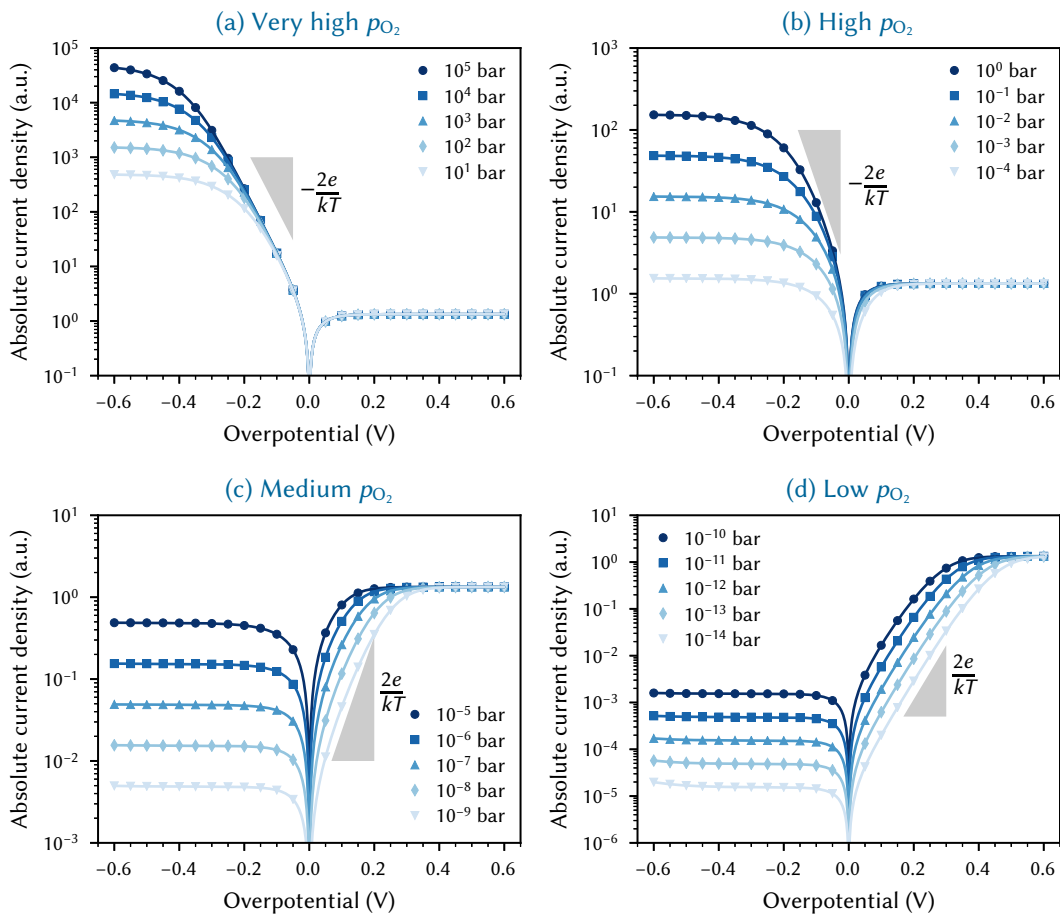 (a) Very high pO₂
Absolute current density (a.u.)
10⁵
10⁴
10³
10²
10¹
10⁰
10⁻¹
10⁵ bar
10⁴ bar
10³ bar
10² bar
10¹ bar
−2e/kT
−0.6 −0.4 −0.2 0.0 0.2 0.4 0.6
Overpotential (V)
(b) High pO₂
Absolute current density (a.u.)
10³
10²
10¹
10⁰
10⁻¹
10⁰ bar
10⁻¹ bar
10⁻² bar
10⁻³ bar
10⁻⁴ bar
−2e/kT
−0.6 −0.4 −0.2 0.0 0.2 0.4 0.6
Overpotential (V)
(c) Medium pO₂
Absolute current density (a.u.)
10¹
10⁰
10⁻¹
10⁻²
10⁻³
2e/kT
10⁻⁵ bar
10⁻⁶ bar
10⁻⁷ bar
10⁻⁸ bar
10⁻⁹ bar
−0.6 −0.4 −0.2 0.0 0.2 0.4 0.6
Overpotential (V)
(d) Low pO₂
Absolute current density (a.u.)
10¹
10⁰
10⁻¹
10⁻²
10⁻³
10⁻⁴
10⁻⁵
10⁻⁶
10⁻¹⁰ bar
10⁻¹¹ bar
10⁻¹² bar
10⁻¹³ bar
10⁻¹⁴ bar
2e/kT
−0.6 −0.4 −0.2 0.0 0.2 0.4 0.6
Overpotential (V)